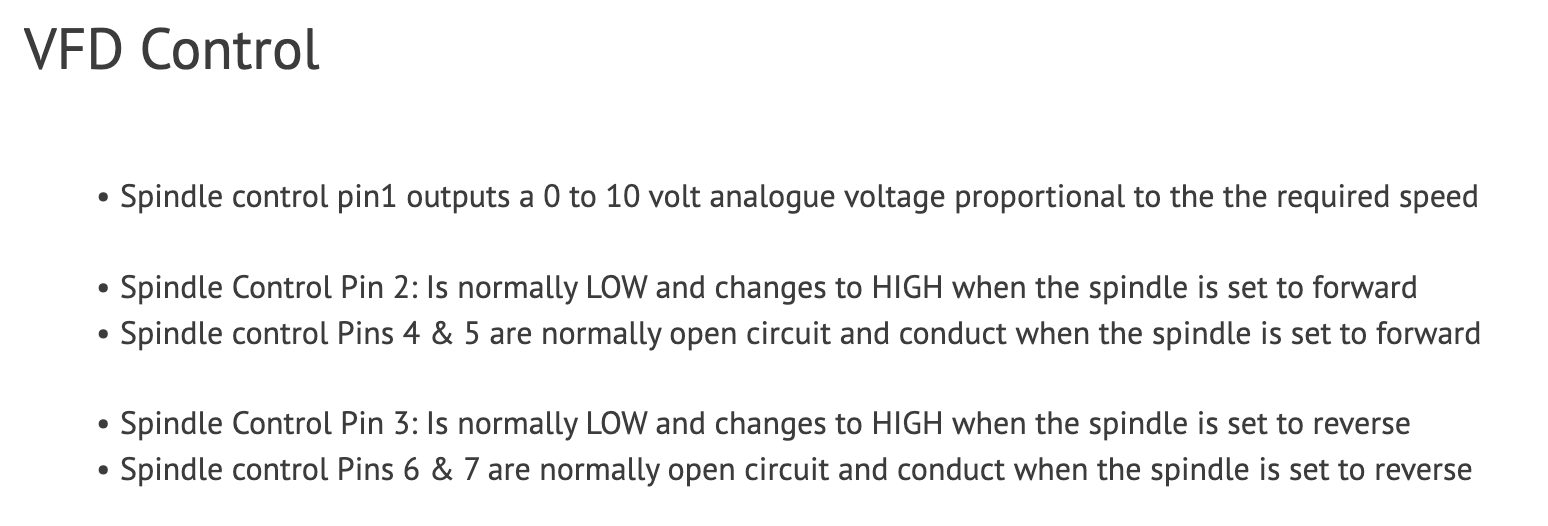 VFD Control
• Spindle control pin1 outputs a 0 to 10 volt analogue voltage proportional to the the required speed
• Spindle Control Pin 2: Is normally LOW and changes to HIGH when the spindle is set to forward
• Spindle control Pins 4 & 5 are normally open circuit and conduct when the spindle is set to forward
• Spindle Control Pin 3: Is normally LOW and changes to HIGH when the spindle is set to reverse
• Spindle control Pins 6 & 7 are normally open circuit and conduct when the spindle is set to reverse